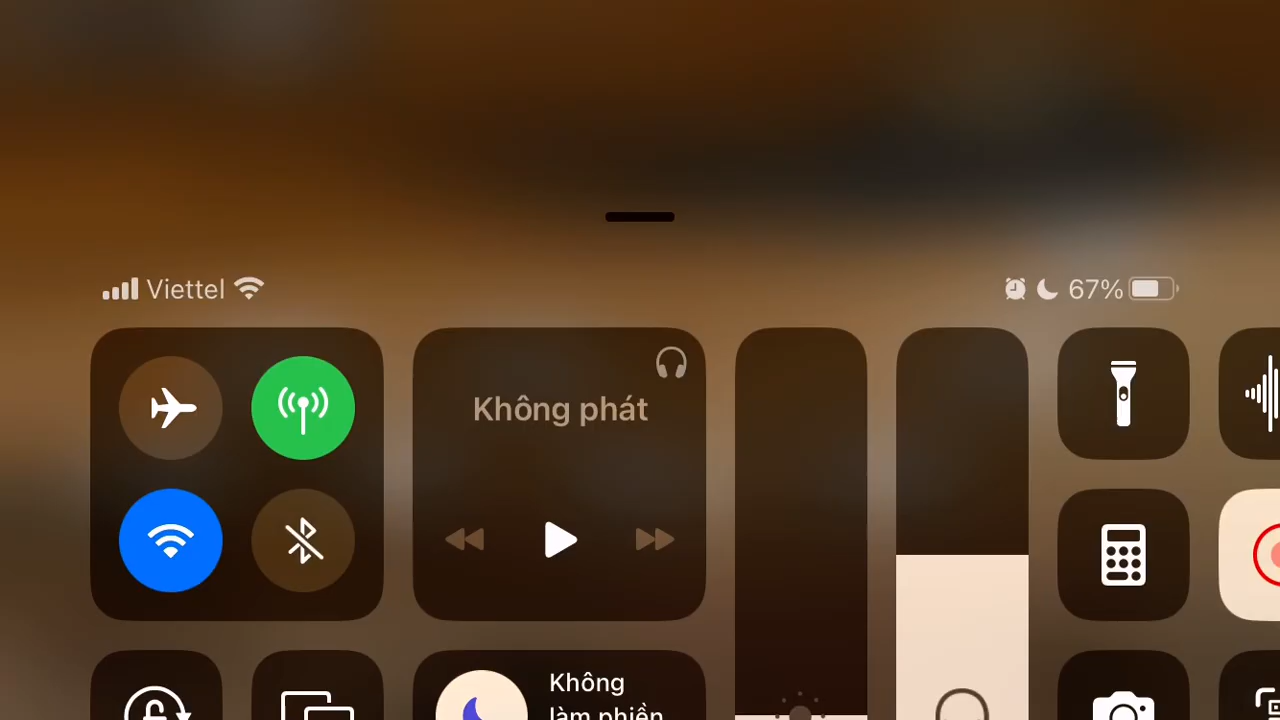 Viettel
67%
Không phát
Không
làm phiền